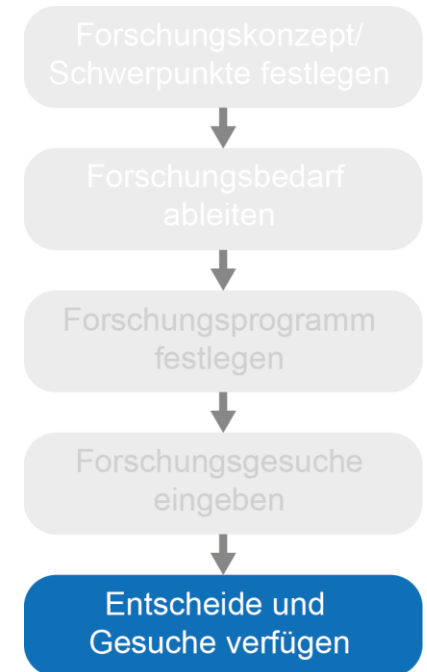 Forschungskonzept/
Schwerpunkte festlegen
Forschungsbedarf
ableiten
Forschungsprogramm
festlegen
Forschungsgesuche
eingeben
Entscheide und
Gesuche verfügen